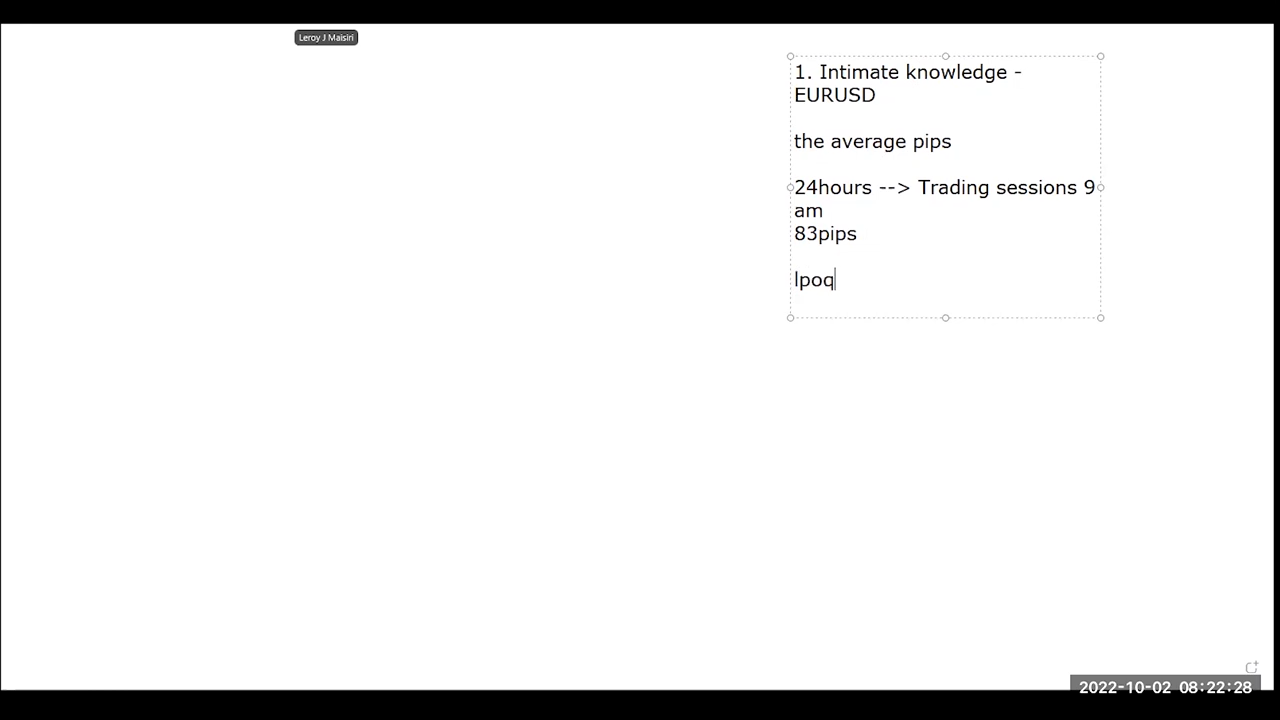 Leroy J Maisiri
1. Intimate knowledge -
EURUSD
the average pips
24hours --> Trading sessions 9
am
83pips
lpoq
2022-10-02 08:22:28